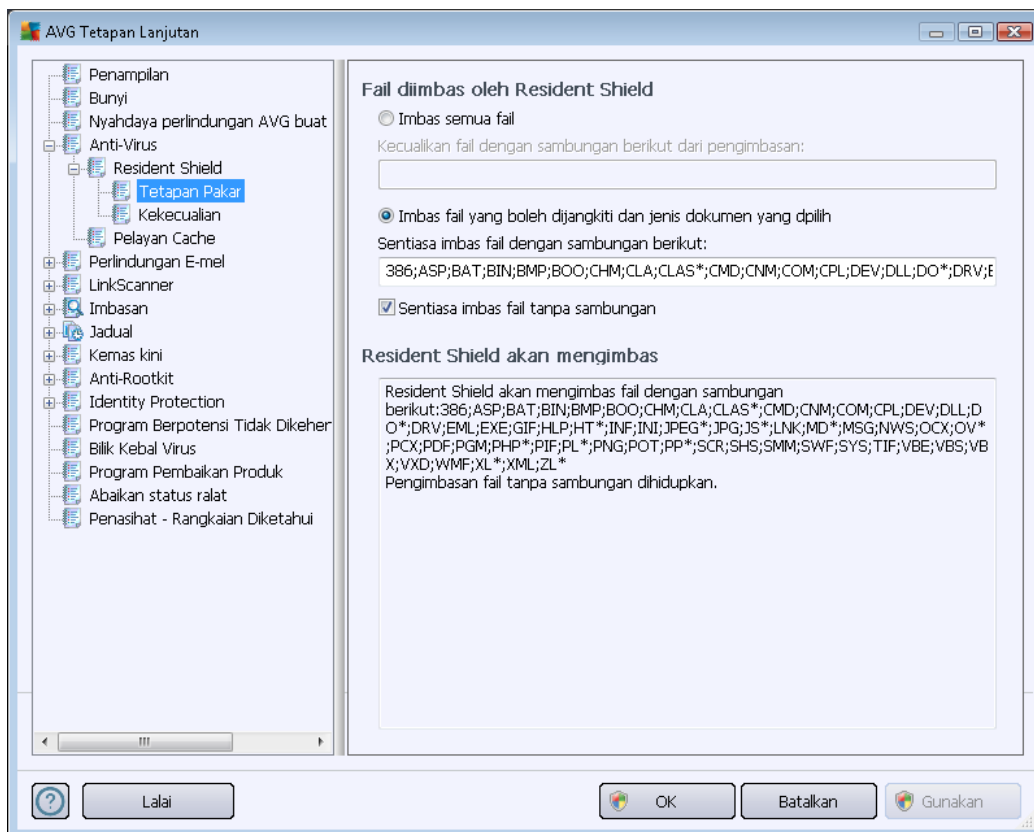 AVG Tetapan Lanjutan
Penampilan
Bunyi
Nyahdaya perlindungan AVG buat
Anti-Virus
Resident Shield
Tetapan Pakar
Kekecualian
Pelayan Cache
Perlindungan E-mel
LinkScanner
Imbasan
Jadual
Kemas kini
Anti-Rootkit
Identity Protection
Program Berpotensi Tidak Dikeher
Bilik Kebal Virus
Program Pembaikan Produk
Abaikan status ralat
Penasihat - Rangkaian Diketahui
Fail diimbas oleh Resident Shield
Imbas semua fail
Kecualikan fail dengan sambungan berikut dari pengimbasan:
Imbas fail yang boleh dijangkiti dan jenis dokumen yang dpilih
Sentiasa imbas fail dengan sambungan berikut:
386;ASP;BAT;BIN;BMP;BOO;CHM;CLA;CLAS*;CMD;CNM;COM;CPL;DEV;DLL;DO*;DRV;E
Sentiasa imbas fail tanpa sambungan
Resident Shield akan mengimbas
Resident Shield akan mengimbas fail dengan sambungan
berikut:386;ASP;BAT;BIN;BMP;BOO;CHM;CLA;CLAS*;CMD;CNM;COM;CPL;DEV;DLL;D
O*;DRV;EML;EXE;GIF;HLP;HT*;INF;INI;JPEG*;JPG;JS*;LNK;MD*;MSG;NWS;OCX;OV*
;PCX;PDF;PGM;PHP*;PIF;PL*;PNG;POT;PP*;SCR;SHS;SMM;SWF;SYS;TIF;VBE;VBS;VB
X;VXD;WMF;XL*;XML;ZL*
Pengimbasan fail tanpa sambungan dihidupkan.
Lalai
OK
Batalkan
Gunakan